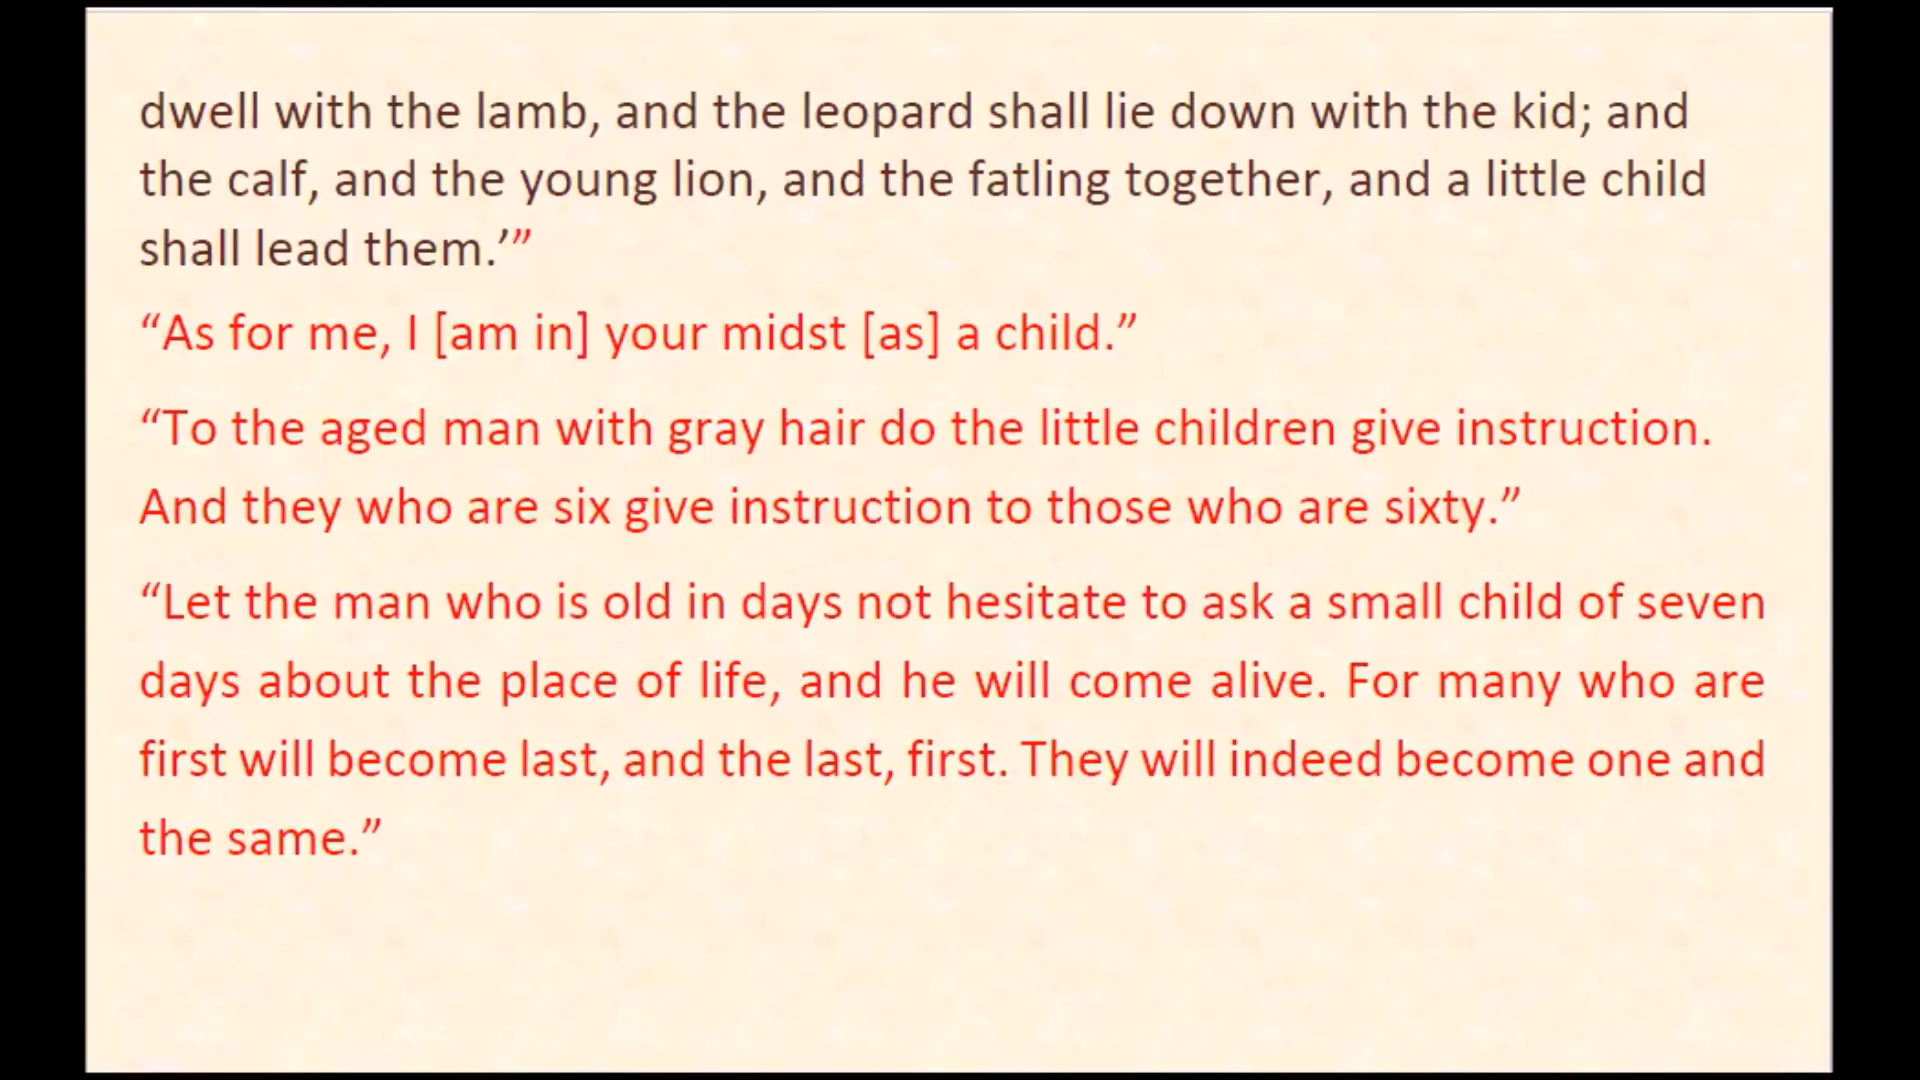 dwell with the lamb, and the leopard shall lie down with the kid; and
the calf, and the young lion, and the fatling together, and a little child
shall lead them.’”
“As for me, I [am in] your midst [as] a child.”
“To the aged man with gray hair do the little children give instruction.
And they who are six give instruction to those who are sixty.”
“Let the man who is old in days not hesitate to ask a small child of seven
days about the place of life, and he will come alive. For many who are
first will become last, and the last, first. They will indeed become one and
the same.”